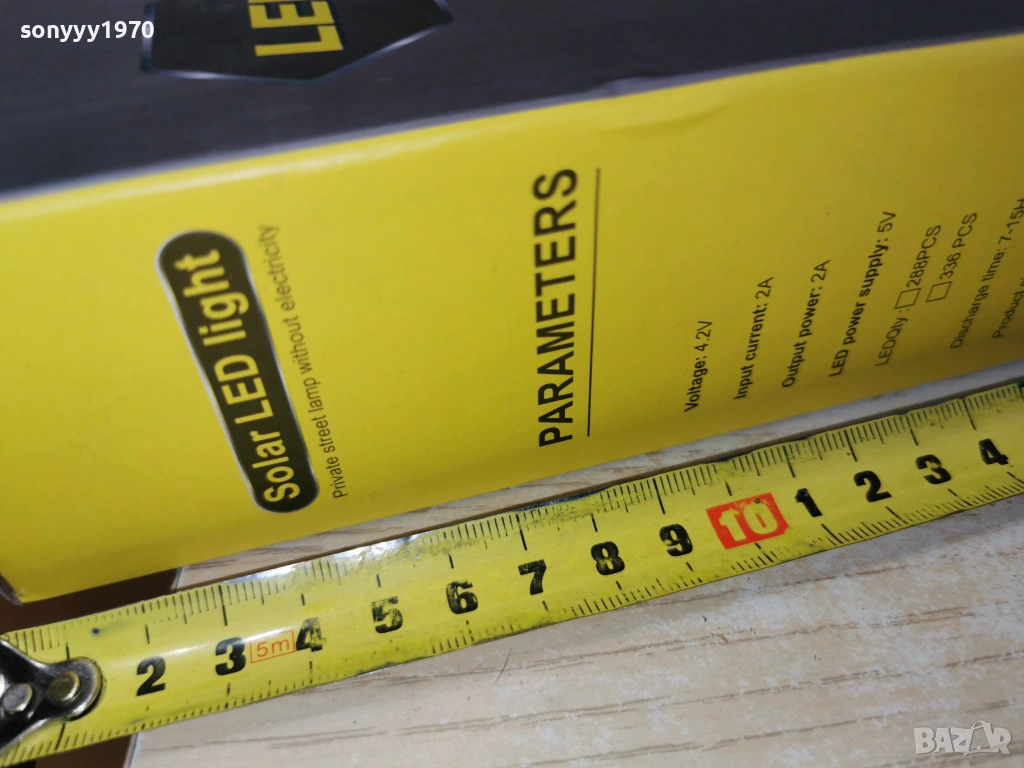 sonyyy1970
Solar LED light
Private street lamp without electricity
PARAMETERS
Voltage: 4.2V
Input current: 2A
Output power: 2A
LED power supply: 5V
LEDQty: 288PCS
336 PCS
Discharge time: 7-15H
Product
2 3 5m 4 5 6 7 8 9 10 1 2 3 4
BAZAR